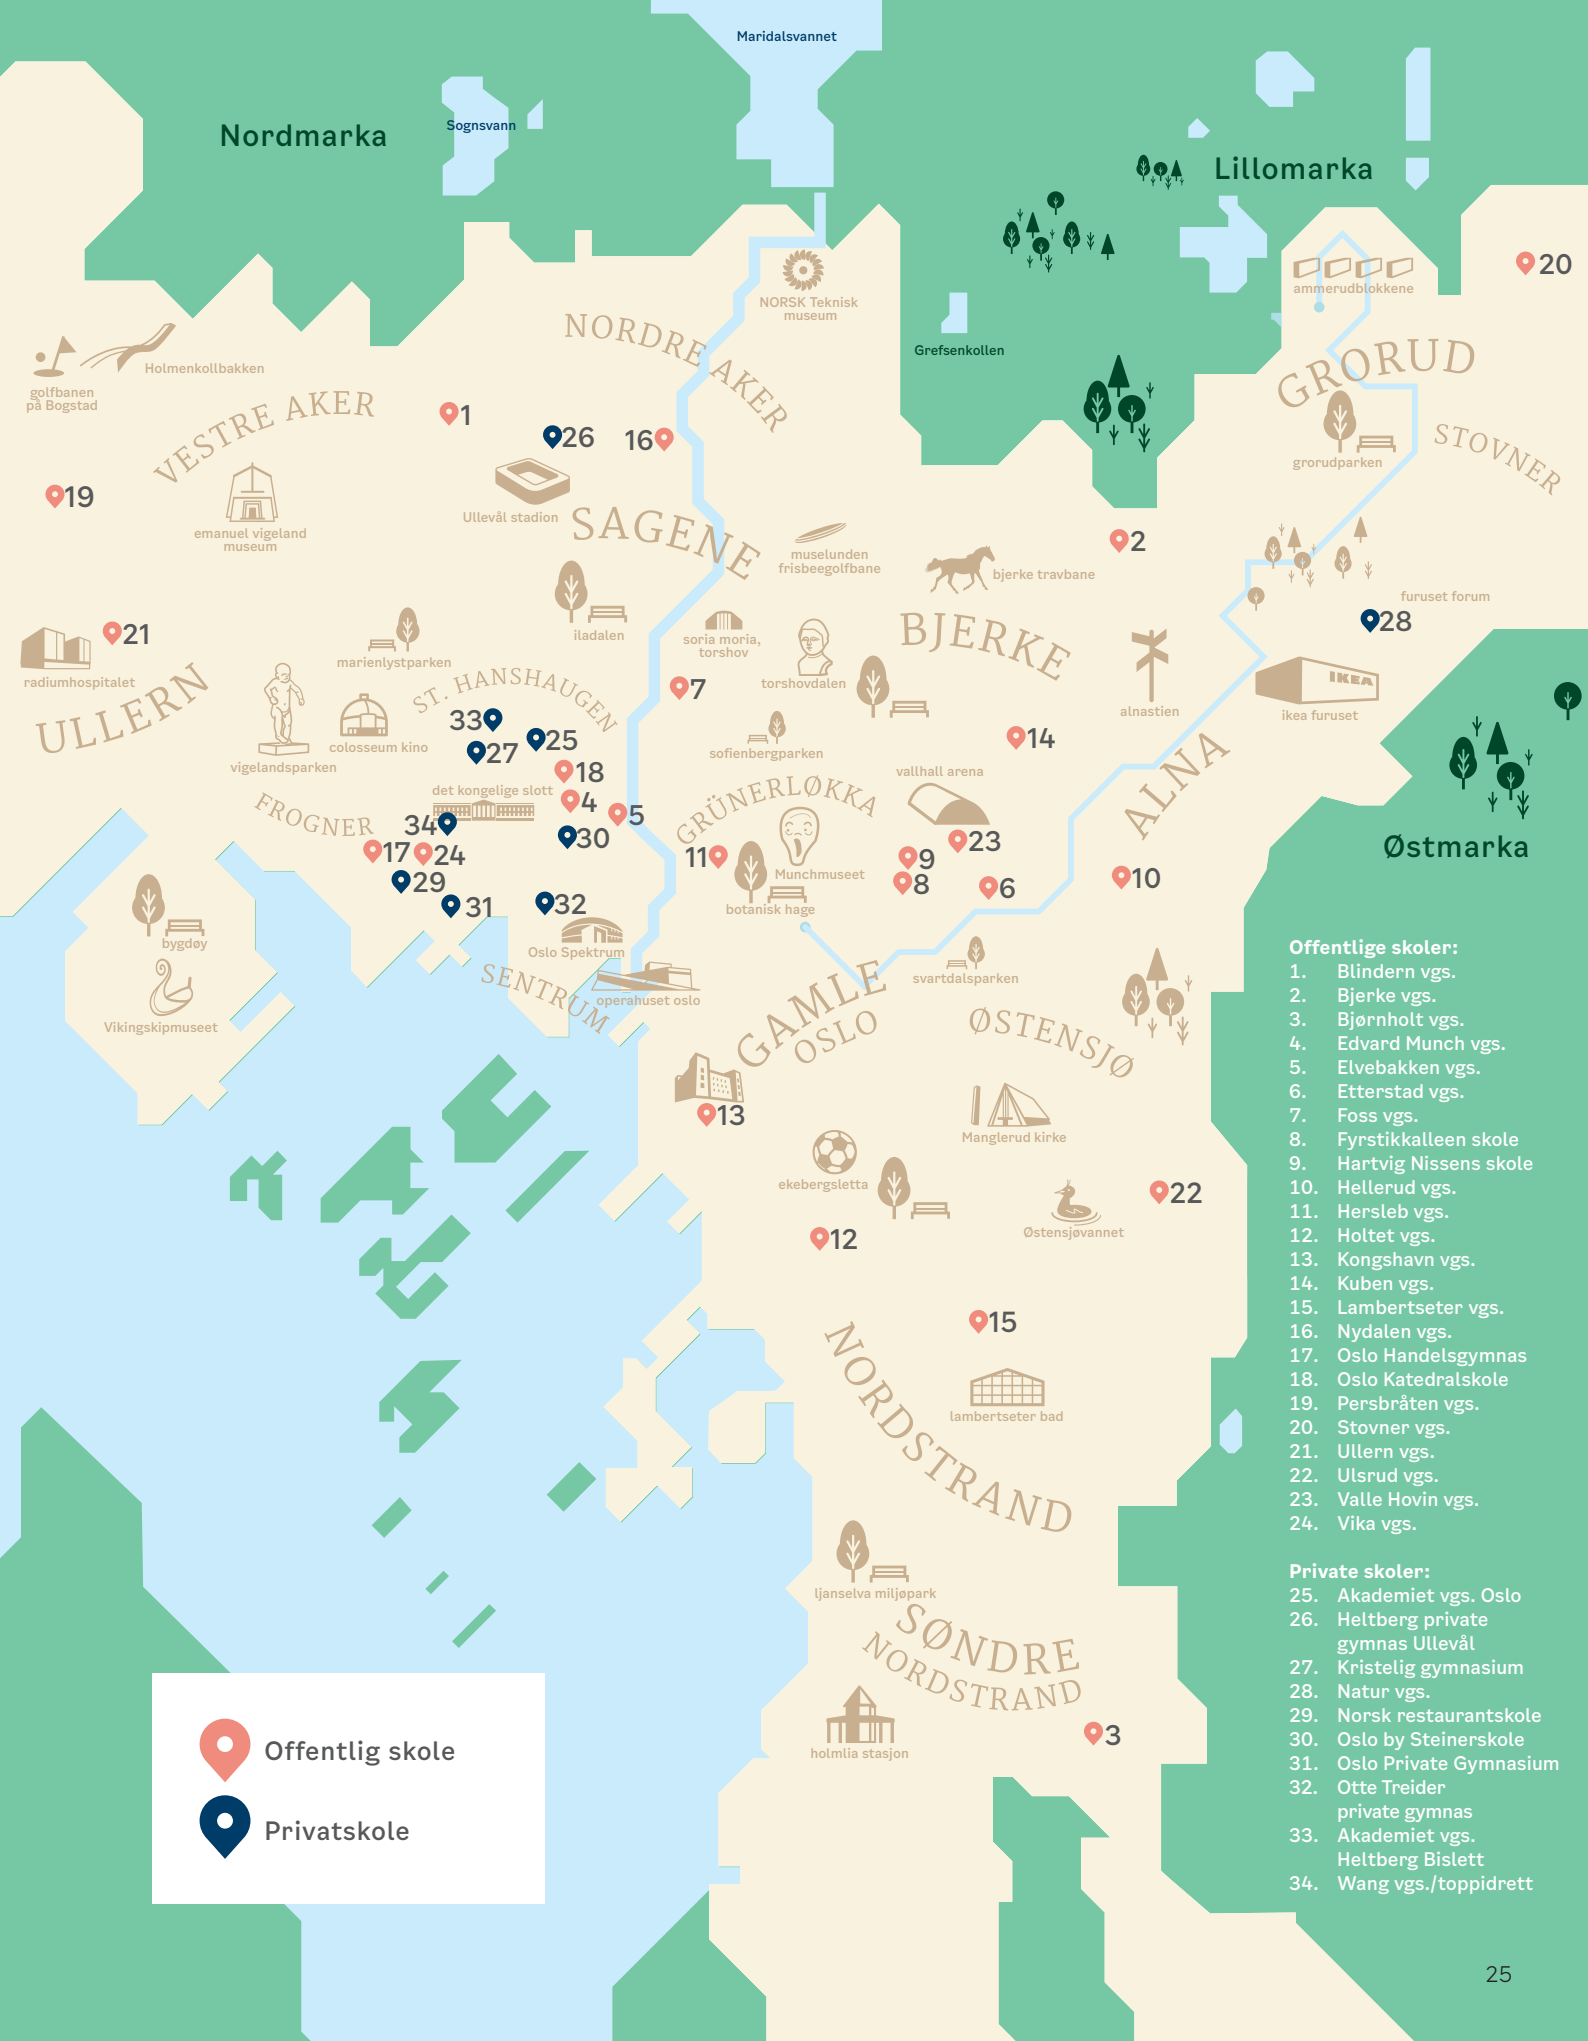 Maridalsvannet
Sognsvann
Nordmarka
Lillomarka
20
NORSK Teknisk
museum
ammerudblokkene
NORDRE AKER
Grefsenkollen
GRORUD
Holmenkollbakken
golfbanen
på Bogstad
VESTRE AKER
1
26
16
STOVNER
grorudparken
19
Ullevål stadion
SAGENE
emanuel vigeland
museum
2
muselunden
frisbeegolfbane
bjerke travbane
furuset forum
28
21
iladalen
soria moria,
torshov
BJERKE
marienlystparken
radiumhospitalet
ULLERN
ST. HANSHAUGEN
7
torshovdalen
IKEA
alnastien
ikea furuset
33
25
27
colosseum kino
vigelandsparken
14
sofienbergparken
ALNA
18
vallhall arena
det kongelige slott
4
5
GRÜNERLØKKA
FROGNER
34
30
23
Østmarka
17
24
11
9
Munchmuseet
29
8
6
10
31
32
botanisk hage
bygdøy
Oslo Spektrum
SENTRUM
operahuset oslo
svartdalsparken
GAMLE
OSLO
Vikingskipmuseet
ØSTENSJØ
13
Manglerud kirke
ekebergsletta
22
Østensjøvannet
12
15
NORDSTRAND
lambertseter bad
ljanselva miljøpark
SØNDRE
NORDSTRAND
3
holmlia stasjon
Offentlig skole
Privatskole
Offentlige skoler:
1. Blindern vgs.
2. Bjerke vgs.
3. Bjørnholt vgs.
4. Edvard Munch vgs.
5. Elvebakken vgs.
6. Etterstad vgs.
7. Foss vgs.
8. Fyrstikkalleen skole
9. Hartvig Nissens skole
10. Hellerud vgs.
11. Hersleb vgs.
12. Holtet vgs.
13. Kongshavn vgs.
14. Kuben vgs.
15. Lambertseter vgs.
16. Nydalen vgs.
17. Oslo Handelsgymnas
18. Oslo Katedralskole
19. Persbråten vgs.
20. Stovner vgs.
21. Ullern vgs.
22. Ulsrud vgs.
23. Valle Hovin vgs.
24. Vika vgs.
Private skoler:
25. Akademiet vgs. Oslo
26. Heltberg private
gymnas Ullevål
27. Kristelig gymnasium
28. Natur vgs.
29. Norsk restaurantskole
30. Oslo by Steinerskole
31. Oslo Private Gymnasium
32. Otte Treider
private gymnas
33. Akademiet vgs.
Heltberg Bislett
34. Wang vgs./toppidrett
25